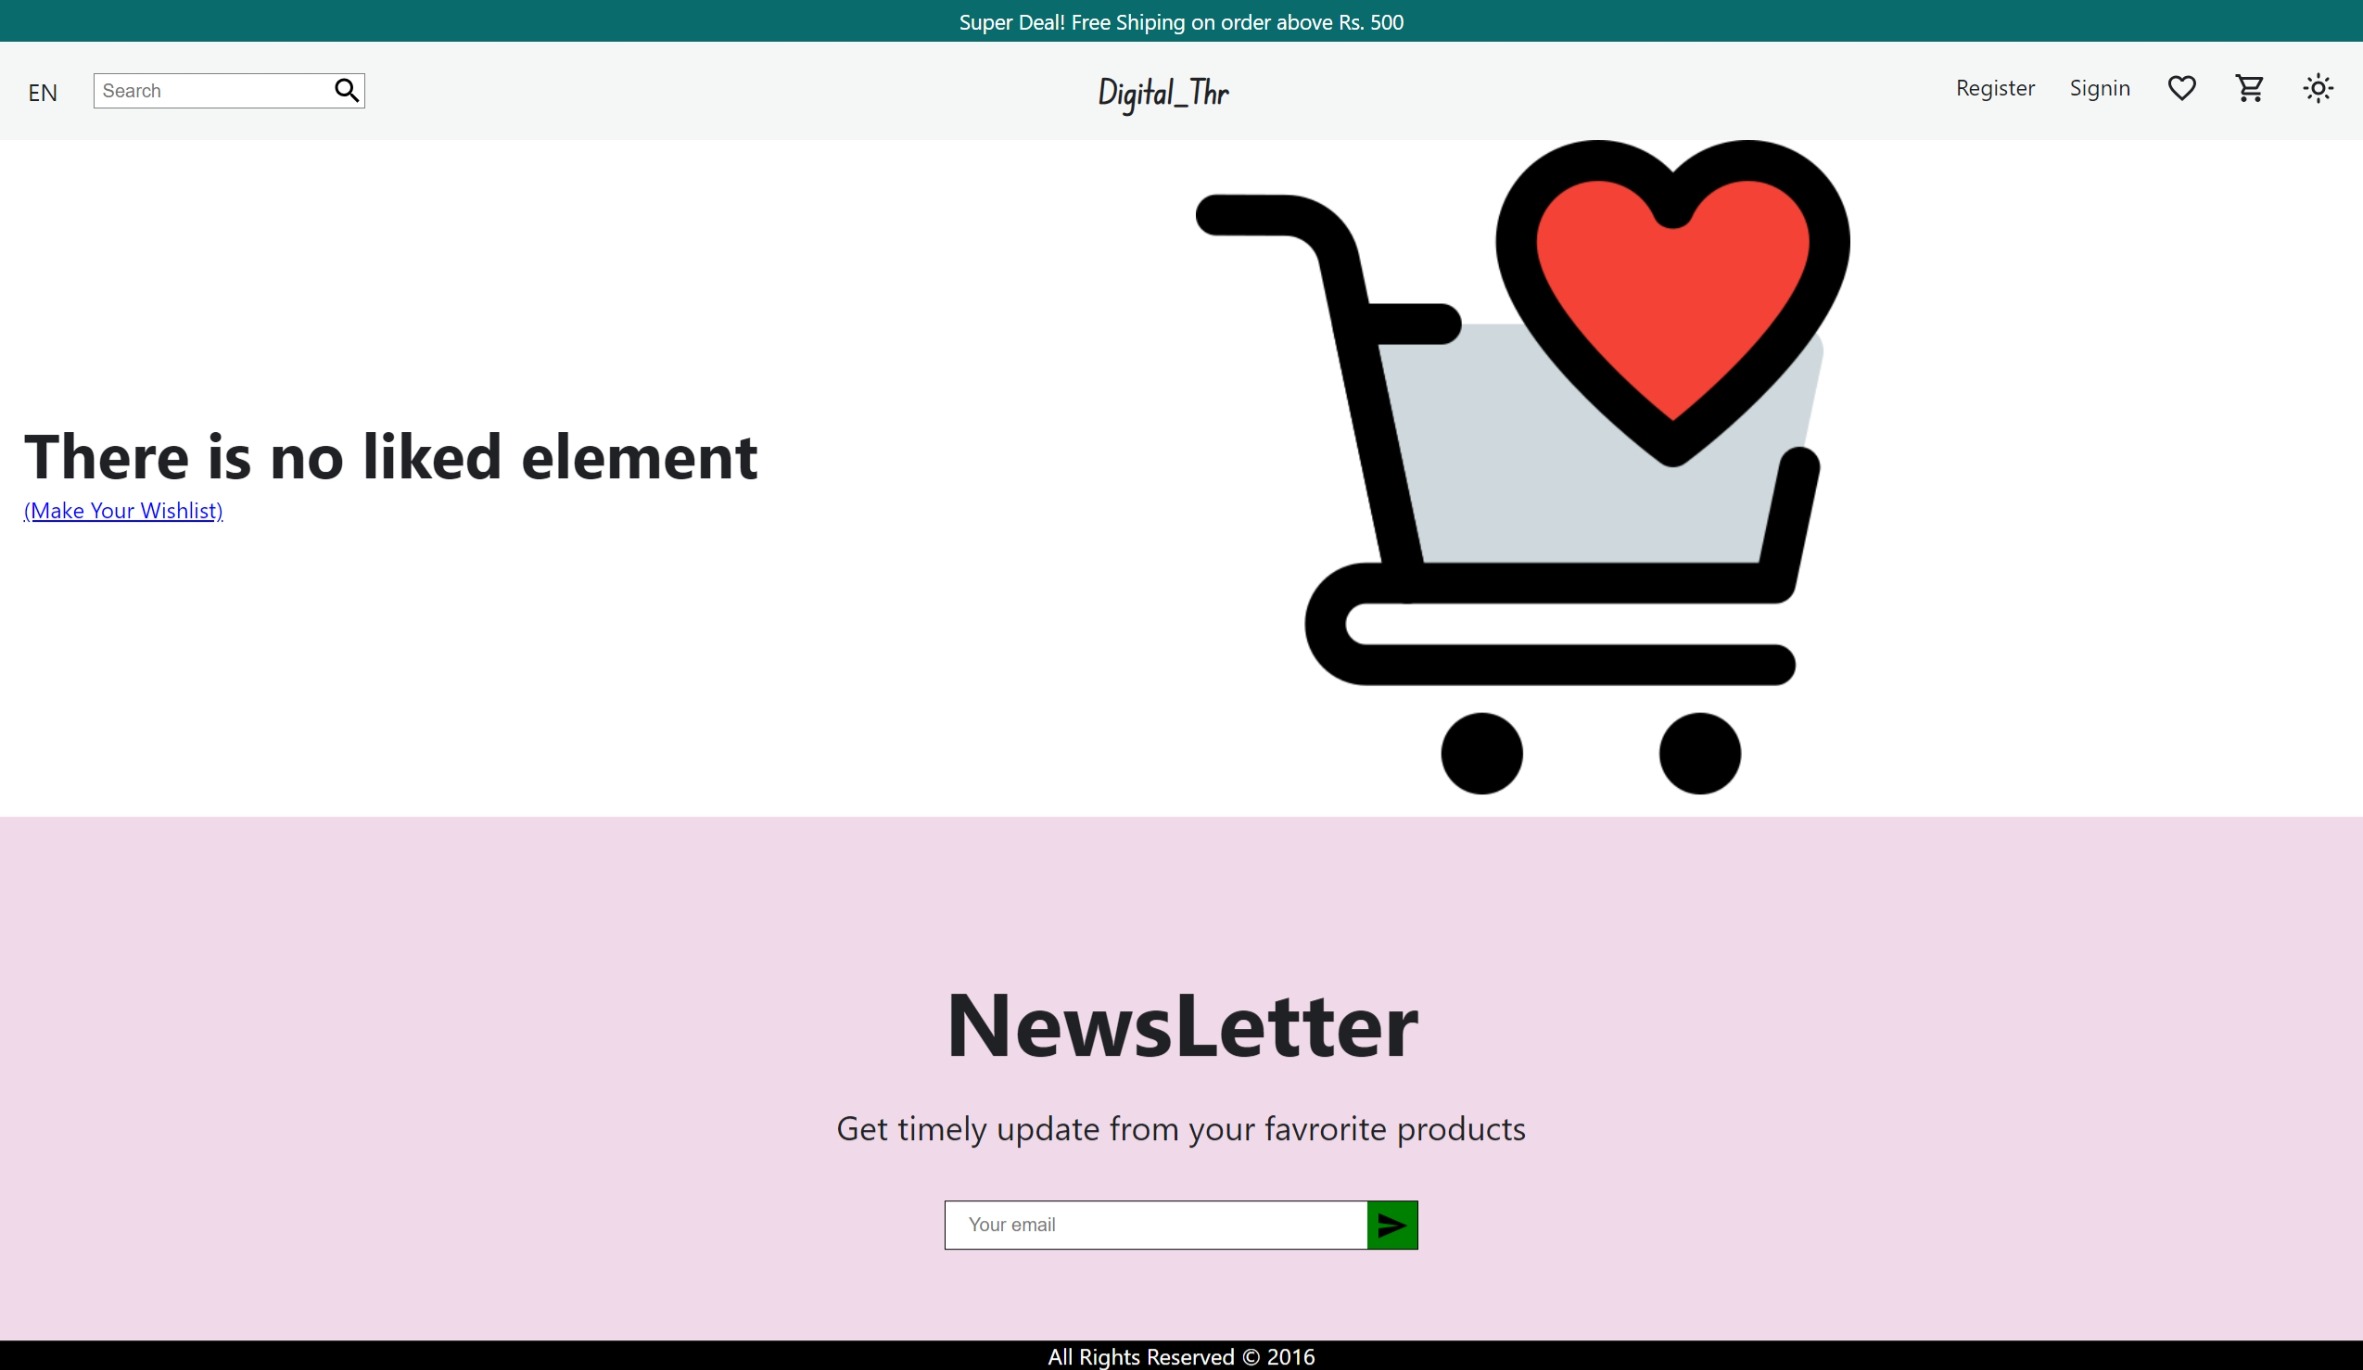 Super Deal! Free Shiping on order above Rs. 500
EN
Search
Digital_Thr
Register
Signin
There is no liked element
(Make Your Wishlist)
NewsLetter
Get timely update from your favrorite products
Your email
All Rights Reserved © 2016